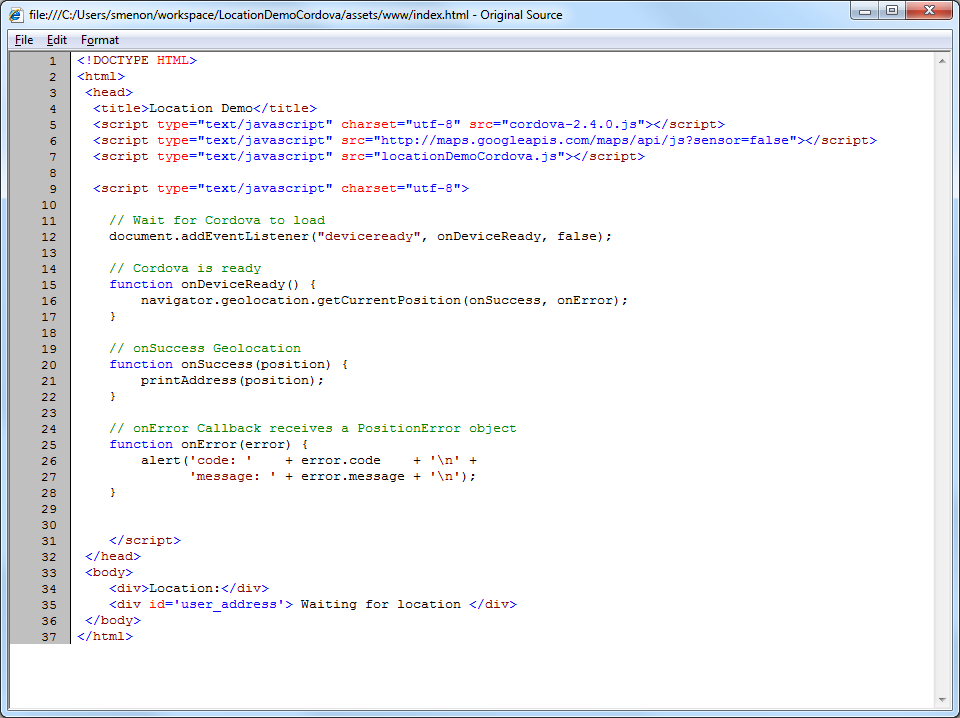 file:///C:/Users/smenon/workspace/LocationDemoCordova/assets/www/index.html - Original Source
File Edit Format
1 <!DOCTYPE HTML>
2 <html>
3 <head>
4 <title>Location Demo</title>
5 <script type="text/javascript" charset="utf-8" src="cordova-2.4.0.js"></script>
6 <script type="text/javascript" src="http://maps.googleapis.com/maps/api/js?sensor=false"></script>
7 <script type="text/javascript" src="locationDemoCordova.js"></script>
8
9 <script type="text/javascript" charset="utf-8">
10
11 // Wait for Cordova to load
12 document.addEventListener("deviceready", onDeviceReady, false);
13
14 // Cordova is ready
15 function onDeviceReady() {
16 navigator.geolocation.getCurrentPosition(onSuccess, onError);
17 }
18
19 // onSuccess Geolocation
20 function onSuccess(position) {
21 printAddress(position);
22 }
23
24 // onError Callback receives a PositionError object
25 function onError(error) {
26 alert('code: ' + error.code + '\n' +
27 'message: ' + error.message + '\n');
28 }
29
30
31 </script>
32 </head>
33 <body>
34 <div>Location:</div>
35 <div id='user_address'> Waiting for location </div>
36 </body>
37 </html>